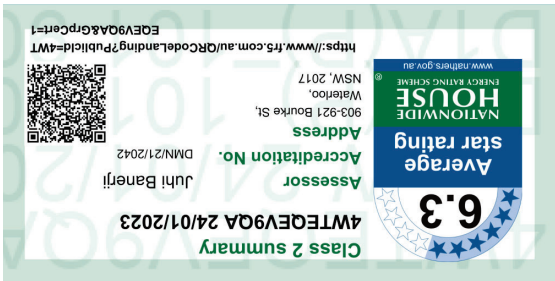 6.3
Average
star rating
NATIONWIDE
HOUSE
ENERGY RATING SCHEME
®
www.nathers.gov.au
Class 2 summary
4WTEQEV9QA 24/01/2023
Assessor Juhi Banerji
Accreditation No. DMN/21/2042
Address
903-921 Bourke St,
Waterloo,
NSW, 2017
https://www.fr5.com.au/QRCodeLanding?PublicId=4WT
EQEV9QA&GrpCert=1